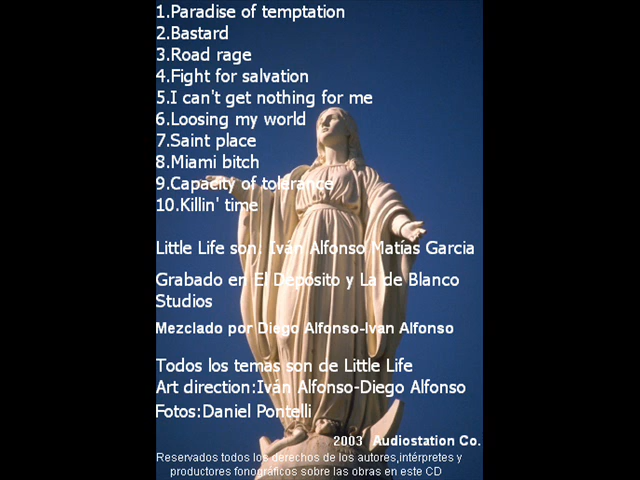 1.Paradise of temptation
2.Bastard
3.Road rage
4.Fight for salvation
5.I can't get nothing for me
6.Loosing my world
7.Saint place
8.Miami bitch
9.Capacity of tolerance
10.Killin' time
Little Life son: Iván Alfonso Matías Garcia
Grabado en El Depósito y La de Blanco
Studios
Mezclado por Diego Alfonso-Ivan Alfonso
Todos los temas son de Little Life
Art direction:Iván Alfonso-Diego Alfonso
Fotos:Daniel Pontelli
2003 Audiostation Co.
Reservados todos los derechos de los autores,intérpretes y
productores fonográficos sobre las obras en este CD